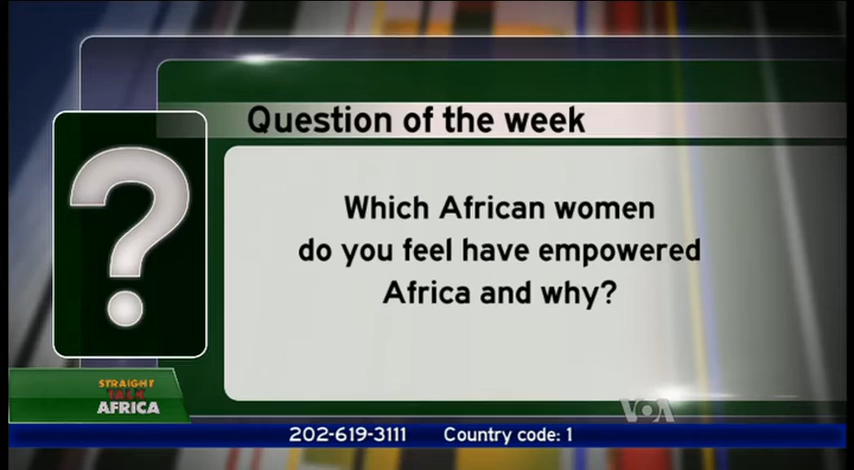 Question of the week
?
Which African women
do you feel have empowered
Africa and why?
STRAIGHT
TALK
AFRICA
VOA
202-619-3111 Country code: 1